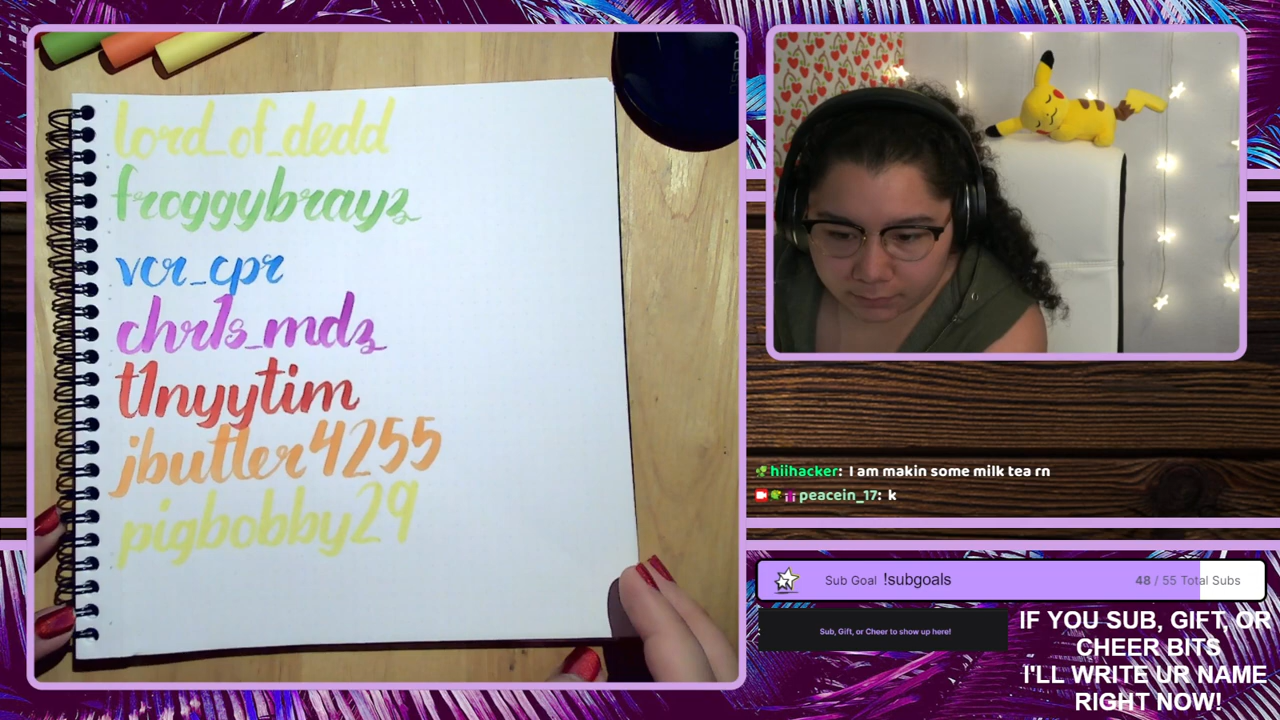 lord_of_dedd
froggybrayz
vcr_cpr
chr1s_mdz
t1nyytim
jbutler4255
pigbobby29
hiihacker: I am makin some milk tea rn
peacein_17: k
Sub Goal !subgoals 48 / 55 Total Subs
Sub, Gift, or Cheer to show up here!
IF YOU SUB, GIFT, OR
CHEER BITS
I'LL WRITE UR NAME
RIGHT NOW!